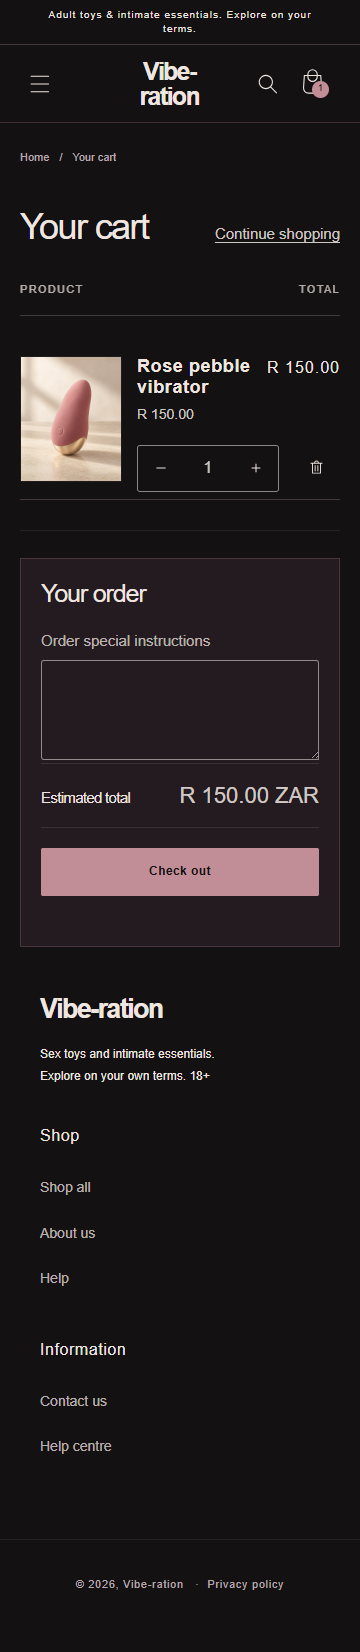 Adult toys & intimate essentials. Explore on your
terms.
Vibe-
ration
1
Home / Your cart
Your cart
Continue shopping
PRODUCT
TOTAL
Rose pebble
vibrator
R 150.00
R 150.00
− 1 +
Your order
Order special instructions
Estimated total
R 150.00 ZAR
Check out
Vibe-ration
Sex toys and intimate essentials.
Explore on your own terms. 18+
Shop
Shop all
About us
Help
Information
Contact us
Help centre
© 2026, Vibe-ration · Privacy policy